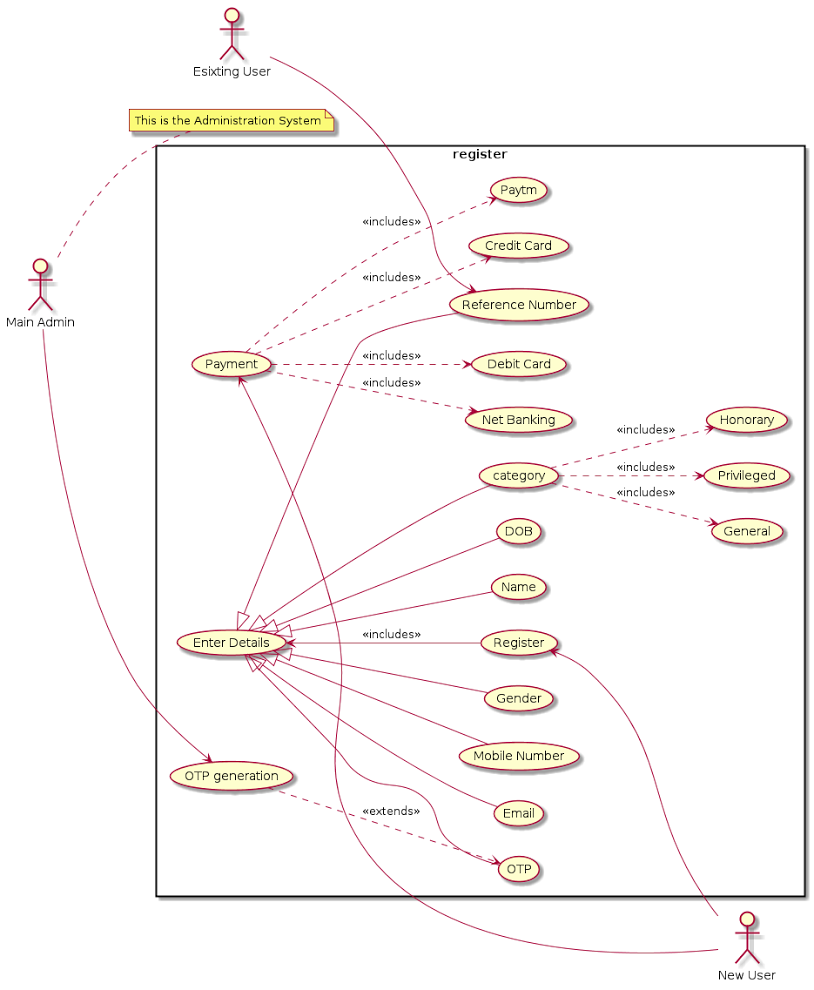 Esixting User
This is the Administration System
register
Paytm
«includes»
Credit Card
«includes»
Reference Number
Main Admin
Payment
«includes»
Debit Card
«includes»
Net Banking
Honorary
«includes»
category
«includes»
Privileged
«includes»
General
DOB
Name
Enter Details
«includes»
Register
Gender
Mobile Number
OTP generation
«extends»
Email
OTP
New User